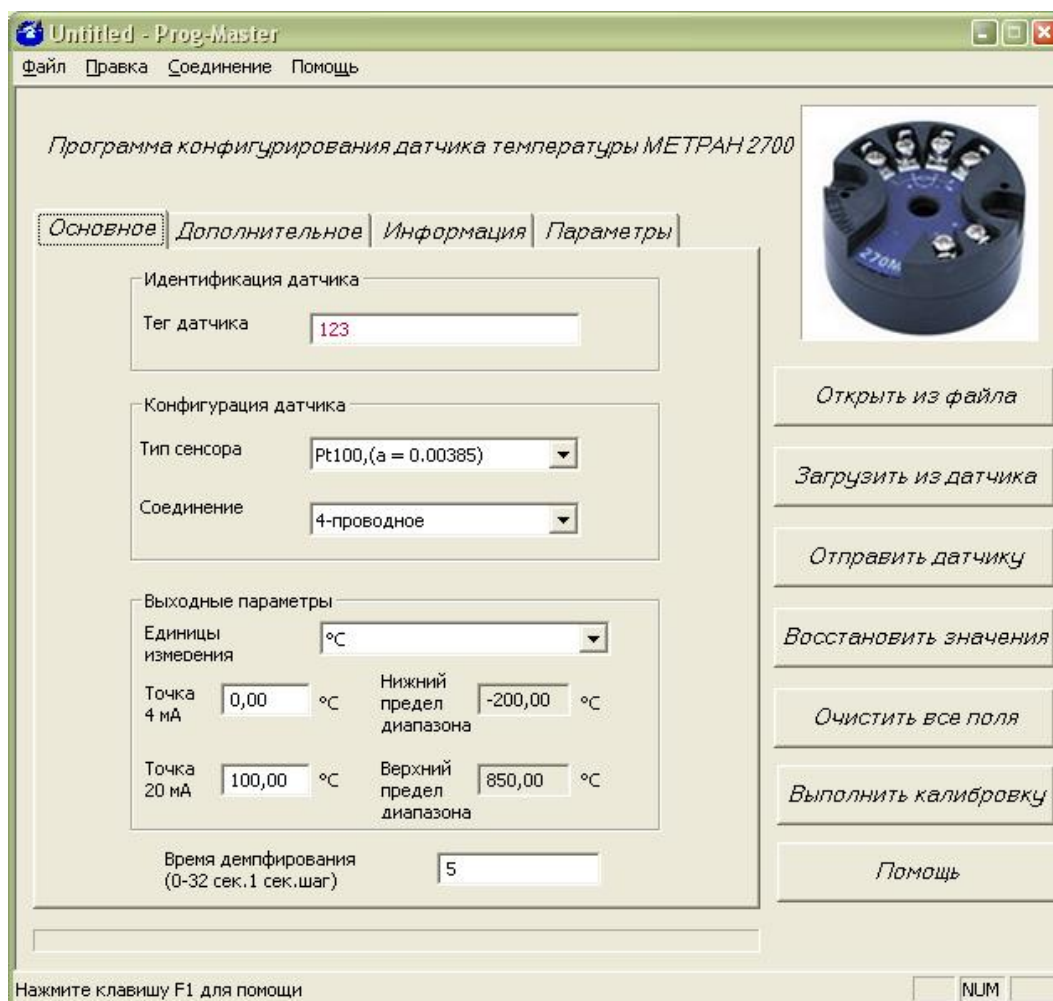 Untitled - Prog-Master
Файл Правка Соединение Помощь
Программа конфигурирования датчика температуры МЕТРАН 2700
Основное Дополнительное Информация Параметры
Идентификация датчика
Тег датчика 123
Конфигурация датчика
Тип сенсора Pt100,(a = 0.00385)
Соединение 4-проводное
Выходные параметры
Единицы
измерения
°C
Точка
4 мА
0,00 °C
Нижний
предел
диапазона
-200,00 °C
Точка
20 мА
100,00 °C
Верхний
предел
диапазона
850,00 °C
Время демпфирования
(0-32 сек.1 сек.шаг)
5
270M
Открыть из файла
Загрузить из датчика
Отправить датчику
Восстановить значения
Очистить все поля
Выполнить калибровку
Помощь
Нажмите клавишу F1 для помощи
NUM